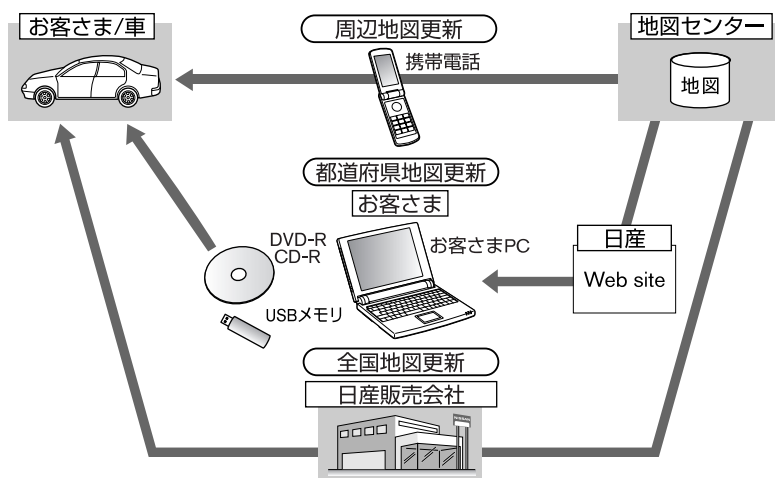 お客さま/車
周辺地図更新
地図センター
携帯電話
地図
都道府県地図更新
お客さま
DVD-R
CD-R
お客さまPC
日産
Web site
USBメモリ
全国地図更新
日産販売会社
NISSAN